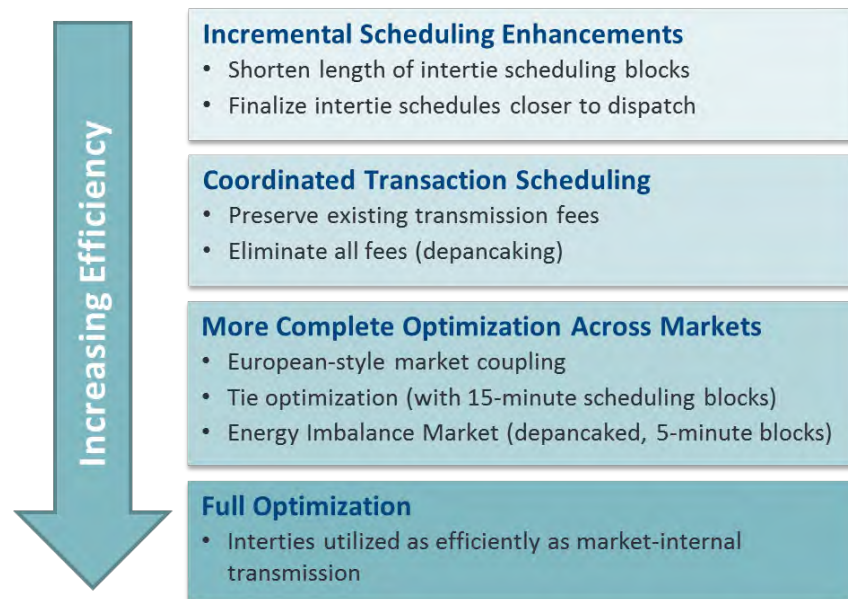 Increasing Efficiency
Incremental Scheduling Enhancements
• Shorten length of intertie scheduling blocks
• Finalize intertie schedules closer to dispatch
Coordinated Transaction Scheduling
• Preserve existing transmission fees
• Eliminate all fees (depancaking)
More Complete Optimization Across Markets
• European-style market coupling
• Tie optimization (with 15-minute scheduling blocks)
• Energy Imbalance Market (depancaked, 5-minute blocks)
Full Optimization
• Interties utilized as efficiently as market-internal
transmission